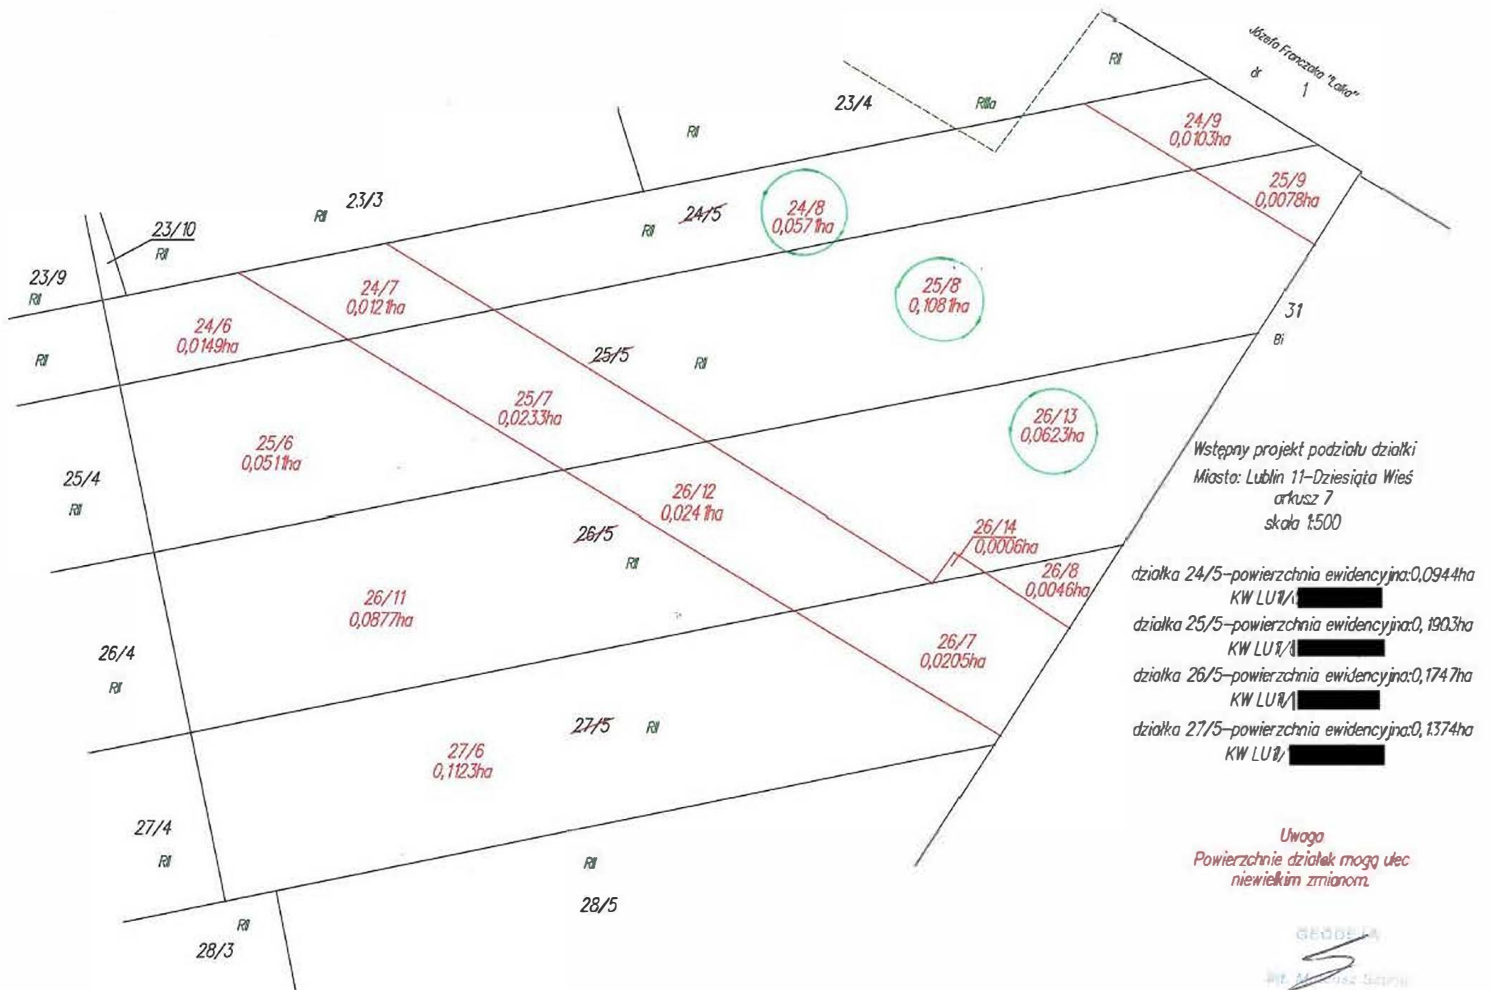 Józefa Franczaka "Lalka"
dr
1
RII
23/4
RIIIa
RII
24/9
0,0103ha
25/9
0,0078ha
23/3
RII
24/5
RII
24/8
0,0571ha
23/10
RII
23/9
RII
24/7
0,0121ha
25/8
0,1081ha
31
Bi
24/6
0,0149ha
RII
25/5
RII
25/7
0,0233ha
26/13
0,0623ha
25/6
0,0511ha
25/4
RII
26/12
0,0241ha
26/5
RII
26/14
0,0006ha
26/8
0,0046ha
26/11
0,0877ha
26/7
0,0205ha
26/4
RII
27/5
RII
27/6
0,1123ha
27/4
RII
RII
28/5
RII
28/3
Wstępny projekt podziału działki
Miasto: Lublin 11-Dziesiąta Wieś
arkusz 7
skala 1:500
działka 24/5-powierzchnia ewidencyjna:0,0944ha
KW LU1I/
działka 25/5-powierzchnia ewidencyjna:0,1903ha
KW LU1I/
działka 26/5-powierzchnia ewidencyjna:0,1747ha
KW LU1I/
działka 27/5-powierzchnia ewidencyjna:0,1374ha
KW LU1I/
Uwaga
Powierzchnie działek mogą ulec
niewielkim zmianom.
GEODETA